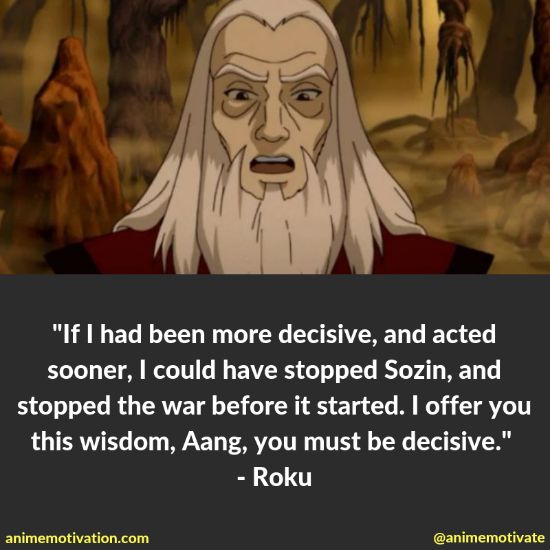 "If I had been more decisive, and acted
sooner, I could have stopped Sozin, and
stopped the war before it started. I offer you
this wisdom, Aang, you must be decisive."
- Roku
animemotivation.com
@animemotivate